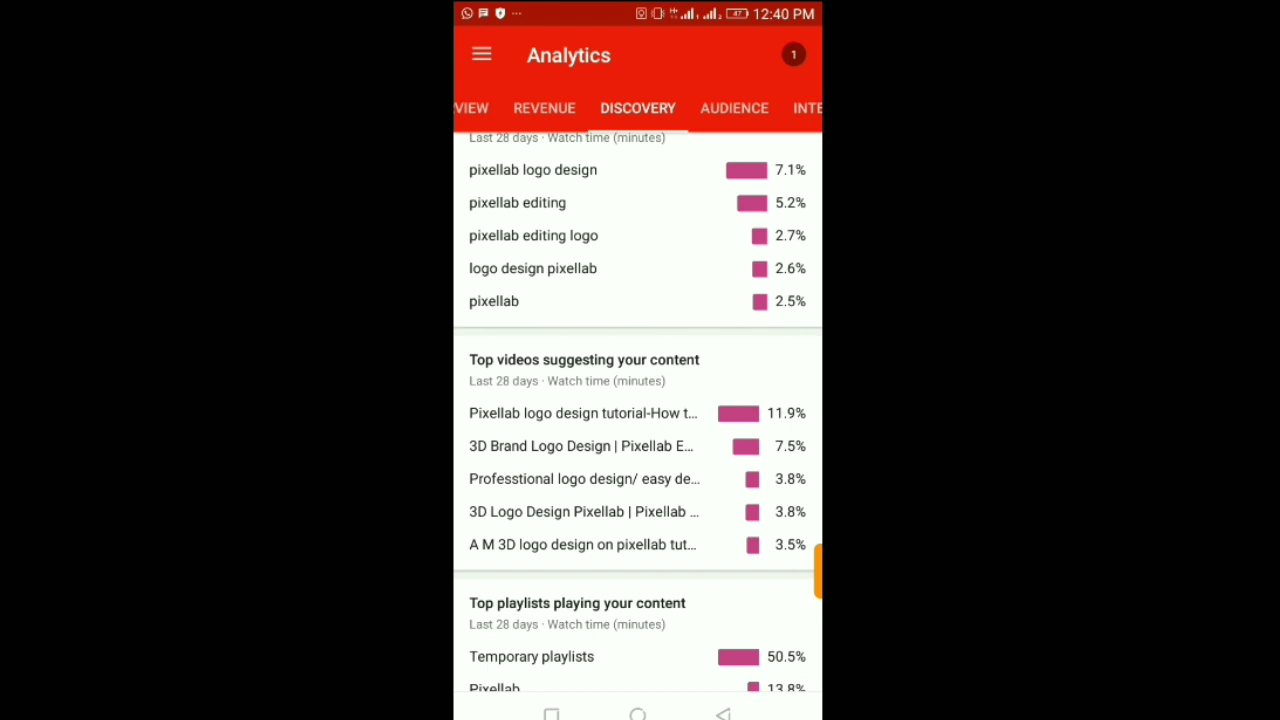 47 12:40 PM
Analytics
1
VIEW REVENUE DISCOVERY AUDIENCE INTE
Last 28 days · Watch time (minutes)
pixellab logo design 7.1%
pixellab editing 5.2%
pixellab editing logo 2.7%
logo design pixellab 2.6%
pixellab 2.5%
Top videos suggesting your content
Last 28 days · Watch time (minutes)
Pixellab logo design tutorial-How t... 11.9%
3D Brand Logo Design | Pixellab E... 7.5%
Professtional logo design/ easy de... 3.8%
3D Logo Design Pixellab | Pixellab ... 3.8%
A M 3D logo design on pixellab tut... 3.5%
Top playlists playing your content
Last 28 days · Watch time (minutes)
Temporary playlists 50.5%
Pixellab 13.8%